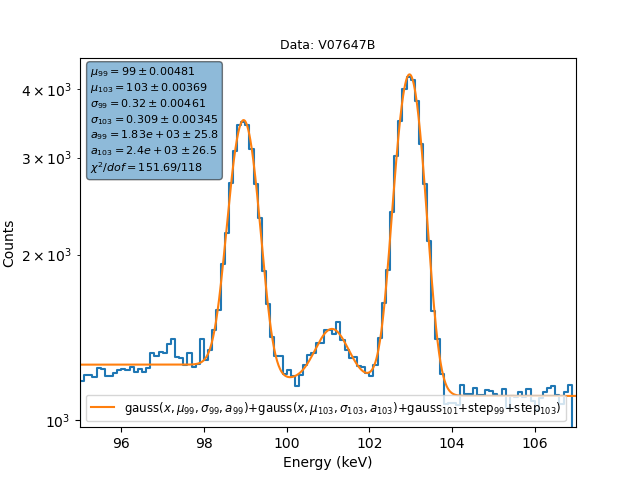 Data: V07647B
μ99 = 99 ± 0.00481
μ103 = 103 ± 0.00369
σ99 = 0.32 ± 0.00461
σ103 = 0.309 ± 0.00345
a99 = 1.83e + 03 ± 25.8
a103 = 2.4e + 03 ± 26.5
χ²/dof = 151.69/118
4 × 10³
3 × 10³
2 × 10³
10³
Counts
gauss(x, μ99, σ99, a99)+gauss(x, μ103, σ103, a103)+gauss101+step99+step103)
96 98 100 102 104 106
Energy (keV)